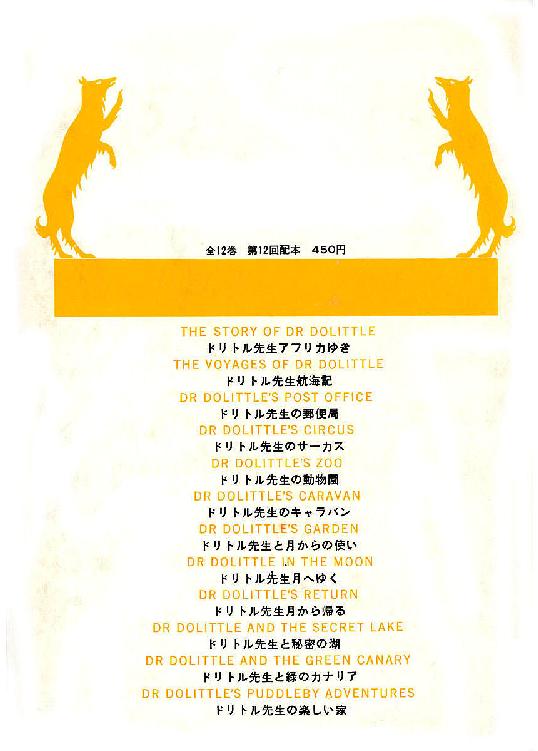 全12巻 第12回配本 450円
THE STORY OF DR DOLITTLE
ドリトル先生アフリカゆき
THE VOYAGES OF DR DOLITTLE
ドリトル先生航海記
DR DOLITTLE'S POST OFFICE
ドリトル先生の郵便局
DR DOLITTLE'S CIRCUS
ドリトル先生のサーカス
DR DOLITTLE'S ZOO
ドリトル先生の動物園
DR DOLITTLE'S CARAVAN
ドリトル先生のキャラバン
DR DOLITTLE'S GARDEN
ドリトル先生と月からの使い
DR DOLITTLE IN THE MOON
ドリトル先生月へゆく
DR DOLITTLE'S RETURN
ドリトル先生月から帰る
DR DOLITTLE AND THE SECRET LAKE
ドリトル先生と秘密の湖
DR DOLITTLE AND THE GREEN CANARY
ドリトル先生と緑のカナリア
DR DOLITTLE'S PUDDLEBY ADVENTURES
ドリトル先生の楽しい家